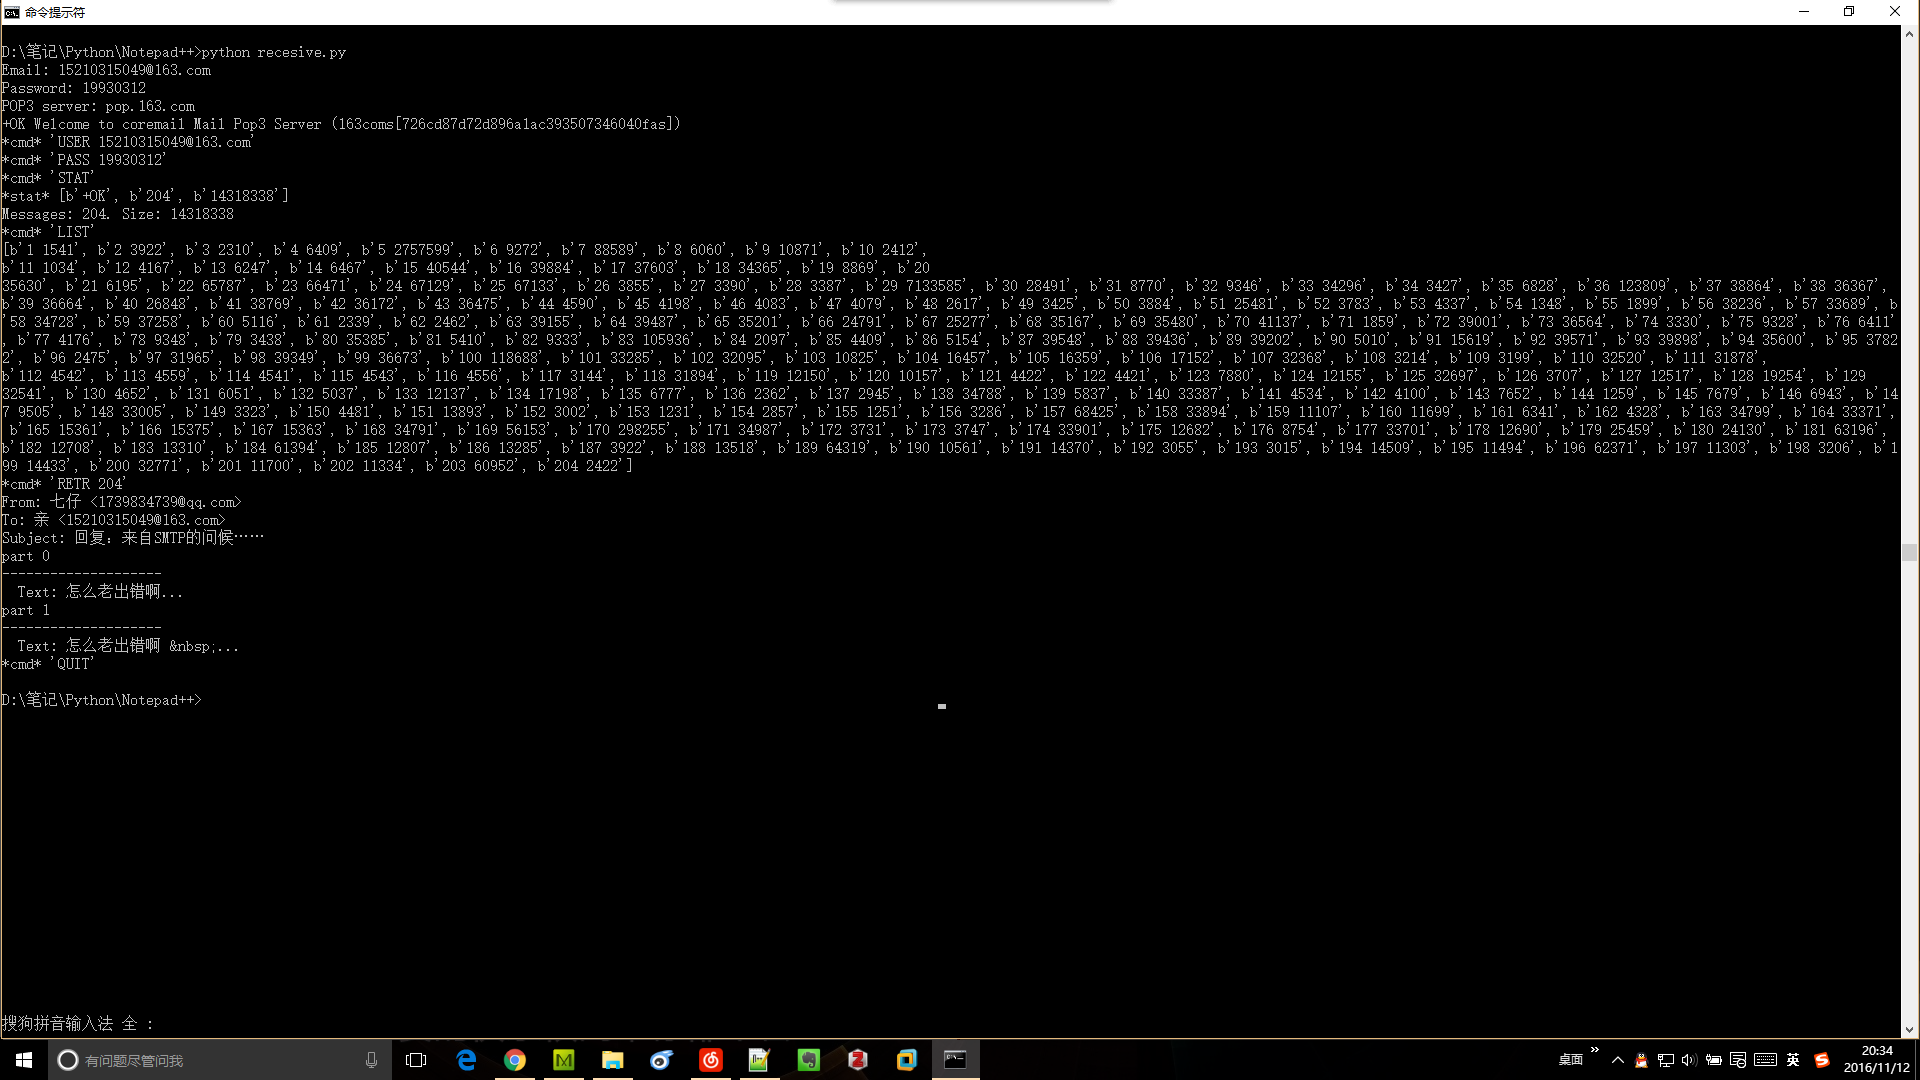 命令提示符
D:\笔记\Python\Notepad++>python recesive.py
Email: 15210315049@163.com
Password: 19930312
POP3 server: pop.163.com
+OK Welcome to coremail Mail Pop3 Server (163coms[726cd87d72d896a1ac393507346040fas])
*cmd* 'USER 15210315049@163.com'
*cmd* 'PASS 19930312'
*cmd* 'STAT'
*stat* [b'+OK', b'204', b'14318338']
Messages: 204. Size: 14318338
*cmd* 'LIST'
[b'1 1541', b'2 3922', b'3 2310', b'4 6409', b'5 2757599', b'6 9272', b'7 88589', b'8 6060', b'9 10871', b'10 2412',
b'11 1034', b'12 4167', b'13 6247', b'14 6467', b'15 40544', b'16 39884', b'17 37603', b'18 34365', b'19 8869', b'20
35630', b'21 6195', b'22 65787', b'23 66471', b'24 67129', b'25 67133', b'26 3855', b'27 3390', b'28 3387', b'29 7133585', b'30 28491', b'31 8770', b'32 9346', b'33 34296', b'34 3427', b'35 6828', b'36 123809', b'37 38864', b'38 36367',
b'39 36664', b'40 26848', b'41 38769', b'42 36172', b'43 36475', b'44 4590', b'45 4198', b'46 4083', b'47 4079', b'48 2617', b'49 3425', b'50 3884', b'51 25481', b'52 3783', b'53 4337', b'54 1348', b'55 1899', b'56 38236', b'57 33689', b
'58 34728', b'59 37258', b'60 5116', b'61 2339', b'62 2462', b'63 39155', b'64 39487', b'65 35201', b'66 24791', b'67 25277', b'68 35167', b'69 35480', b'70 41137', b'71 1859', b'72 39001', b'73 36564', b'74 3330', b'75 9328', b'76 6411'
, b'77 4176', b'78 9348', b'79 3438', b'80 35385', b'81 5410', b'82 9333', b'83 105936', b'84 2097', b'85 4409', b'86 5154', b'87 39548', b'88 39436', b'89 39202', b'90 5010', b'91 15619', b'92 39571', b'93 39898', b'94 35600', b'95 3782
2', b'96 2475', b'97 31965', b'98 39349', b'99 36673', b'100 118688', b'101 33285', b'102 32095', b'103 10825', b'104 16457', b'105 16359', b'106 17152', b'107 32368', b'108 3214', b'109 3199', b'110 32520', b'111 31878',
b'112 4542', b'113 4559', b'114 4541', b'115 4543', b'116 4556', b'117 3144', b'118 31894', b'119 12150', b'120 10157', b'121 4422', b'122 4421', b'123 7880', b'124 12155', b'125 32697', b'126 3707', b'127 12517', b'128 19254', b'129
32541', b'130 4652', b'131 6051', b'132 5037', b'133 12137', b'134 17198', b'135 6777', b'136 2362', b'137 2945', b'138 34788', b'139 5837', b'140 33387', b'141 4534', b'142 4100', b'143 7652', b'144 1259', b'145 7679', b'146 6943', b'14
7 9505', b'148 33005', b'149 3323', b'150 4481', b'151 13893', b'152 3002', b'153 1231', b'154 2857', b'155 1251', b'156 3286', b'157 68425', b'158 33894', b'159 11107', b'160 11699', b'161 6341', b'162 4328', b'163 34799', b'164 33371',
b'165 15361', b'166 15375', b'167 15363', b'168 34791', b'169 56153', b'170 298255', b'171 34987', b'172 3731', b'173 3747', b'174 33901', b'175 12682', b'176 8754', b'177 33701', b'178 12690', b'179 25459', b'180 24130', b'181 63196',
b'182 12708', b'183 13310', b'184 61394', b'185 12807', b'186 13285', b'187 3922', b'188 13518', b'189 64319', b'190 10561', b'191 14370', b'192 3055', b'193 3015', b'194 14509', b'195 11494', b'196 62371', b'197 11303', b'198 3206', b'1
99 14433', b'200 32771', b'201 11700', b'202 11334', b'203 60952', b'204 2422']
*cmd* 'RETR 204'
From: 七仔 <1739834739@qq.com>
To: 亲 <15210315049@163.com>
Subject: 回复：来自SMTP的问候……
part 0
--------------------
Text: 怎么老出错啊...
part 1
--------------------
Text: 怎么老出错啊 &nbsp;...
*cmd* 'QUIT'
D:\笔记\Python\Notepad++>
搜狗拼音输入法 全 :
有问题尽管问我
桌面
英
20:34
2016/11/12